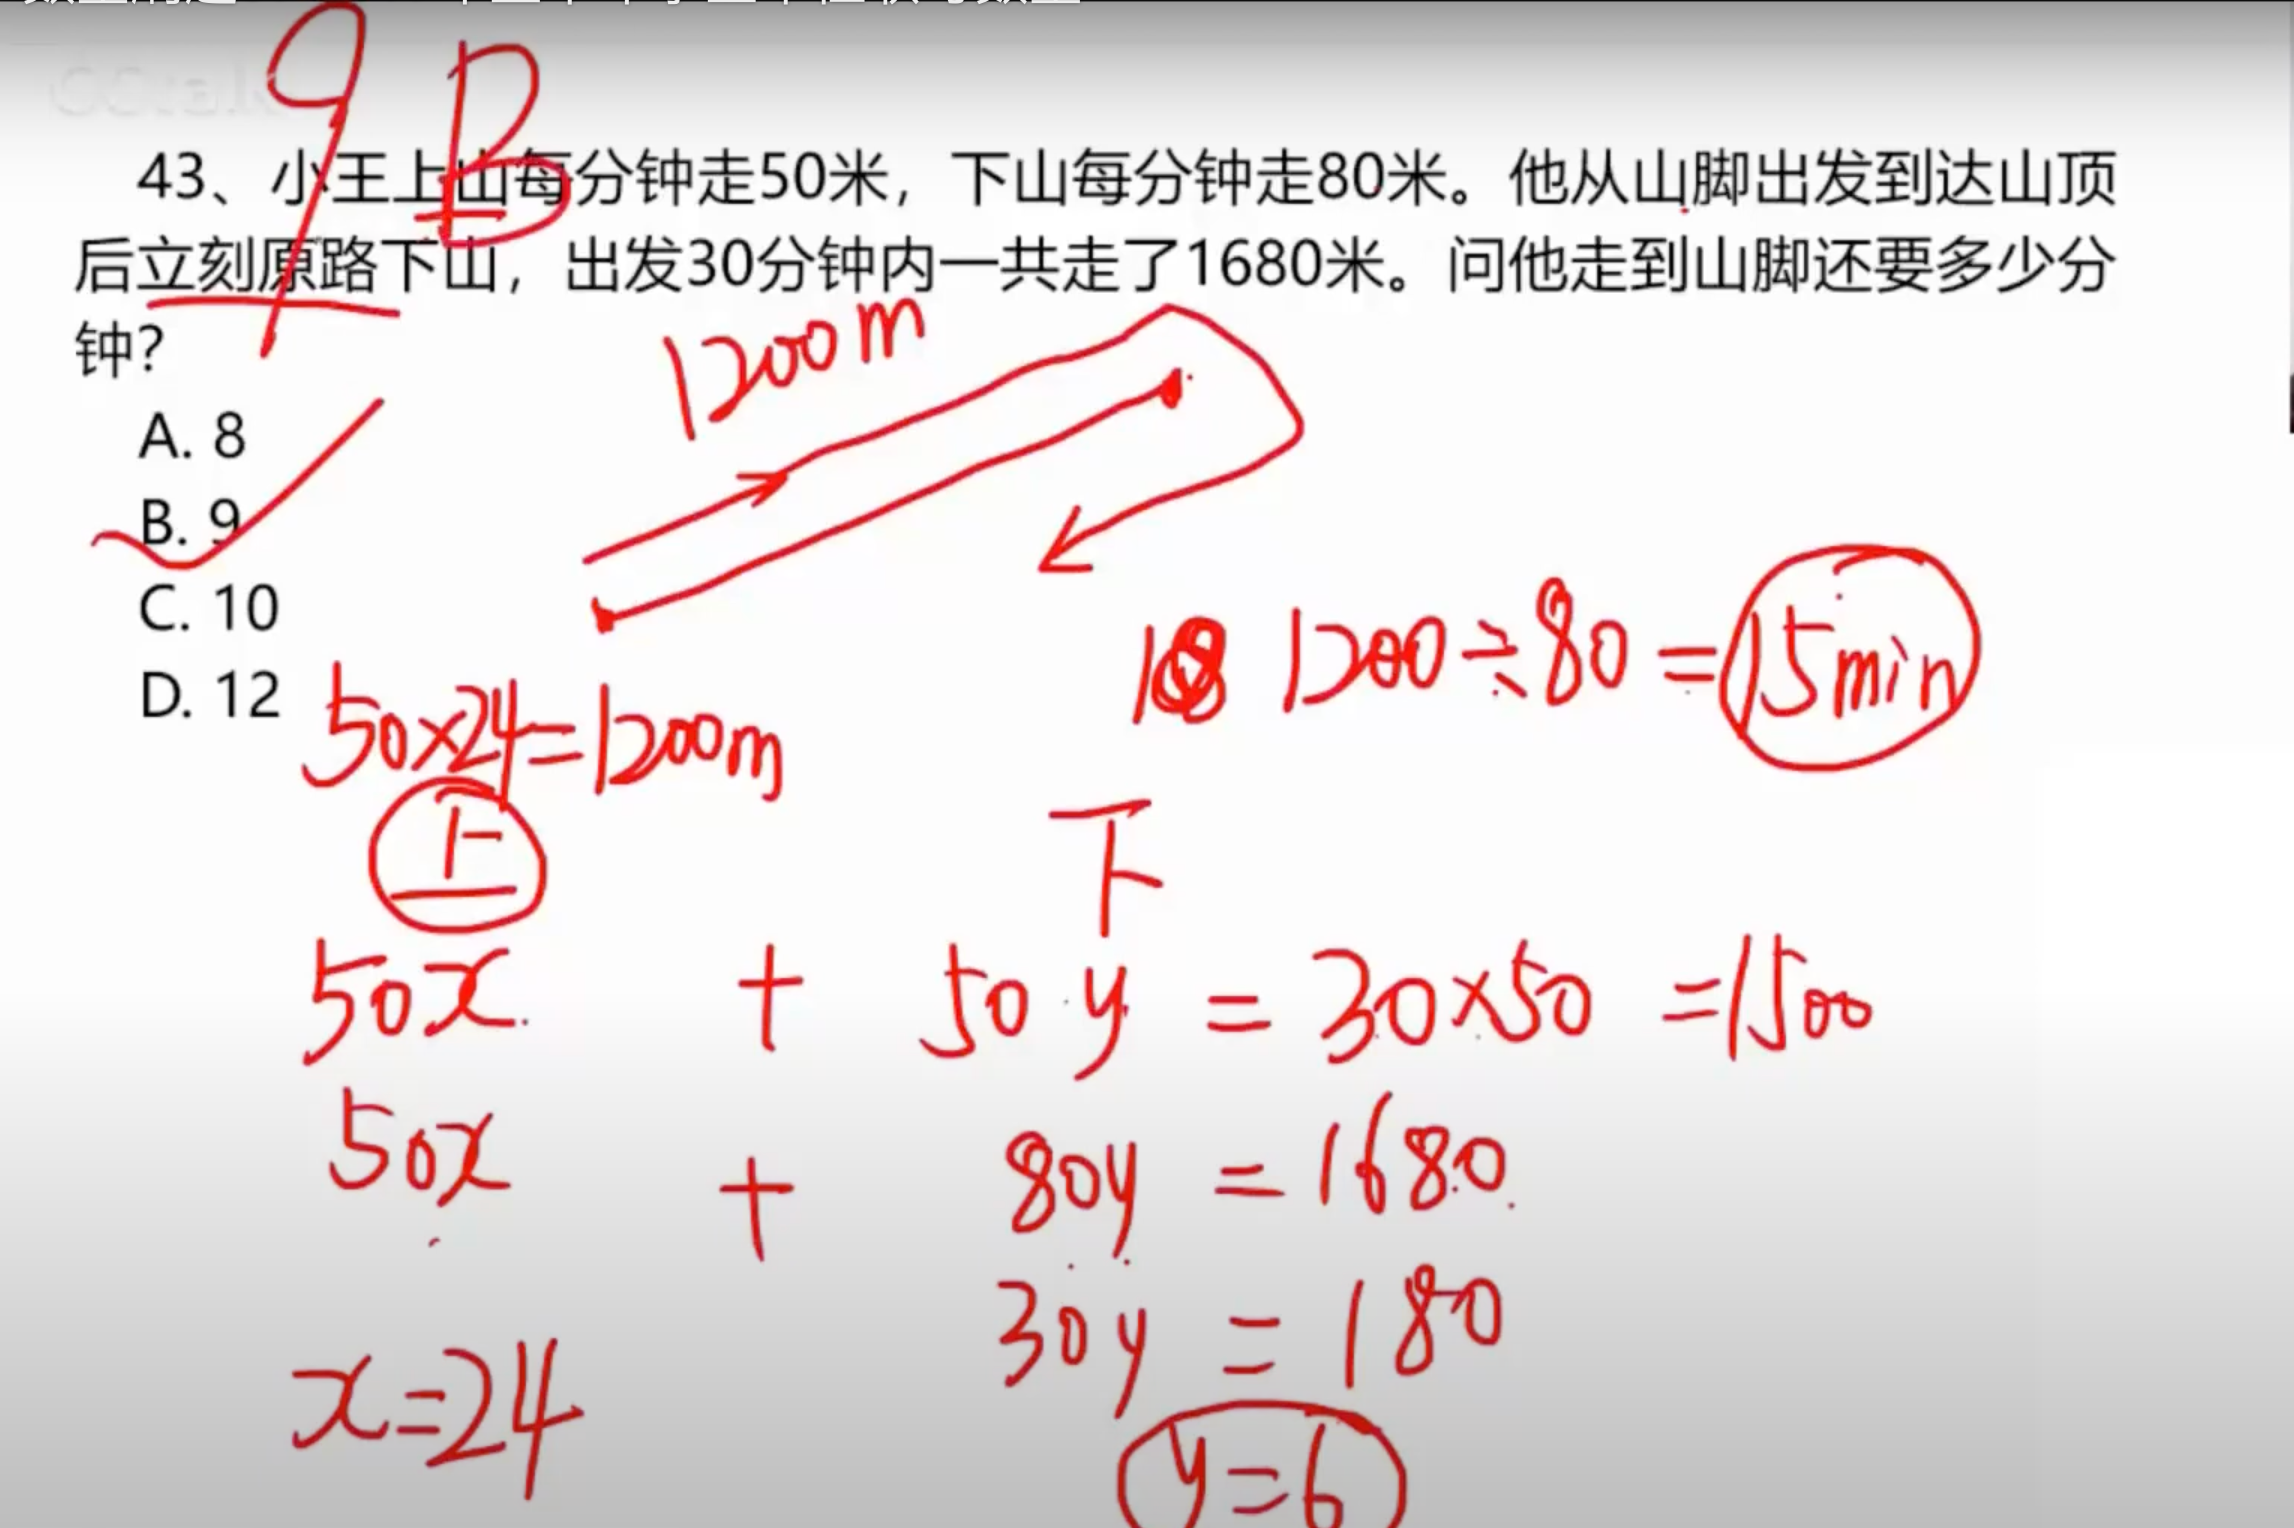 9 B
43、小王上山每分钟走50米，下山每分钟走80米。他从山脚出发到达山顶
后立刻原路下山，出发30分钟内一共走了1680米。问他走到山脚还要多少分
钟？
1200m
A. 8
B. 9
C. 10
D. 12
1200÷80=15min
50×24=1200m
上
下
50x + 50y = 30×50 =1500
50x + 80y = 1680
30y = 180
x=24
y=6